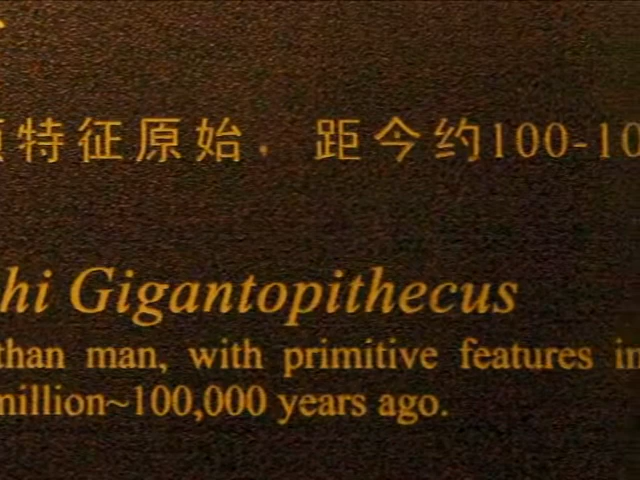 特征原始，距今约100-10
hi Gigantopithecus
than man, with primitive features in
million~100,000 years ago.